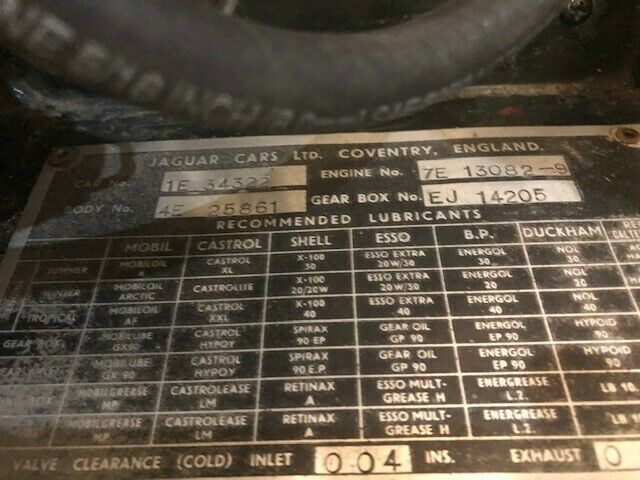 JAGUAR CARS LTD. COVENTRY, ENGLAND.
CAR No. 1E 34322 ENGINE No. 7E 13082-9
BODY No. 4E 25861 GEAR BOX No. EJ 14205
RECOMMENDED LUBRICANTS
MOBIL CASTROL SHELL ESSO B.P. DUCKHAM
SUMMER MOBILOIL A CASTROL XL X-100 30 ESSO EXTRA 20W/30 ENERGOL 30 NOL 30
MOBILOIL ARCTIC CASTROLITE X-100 20/20W ESSO EXTRA 20W/30 ENERGOL 20 NOL 20
TROPICAL MOBILOIL AF CASTROL XXL X-100 40 ESSO EXTRA 40 ENERGOL 40 NOL 40
GEAR BOX MOBILUBE GX80 CASTROL HYPOY SPIRAX 90 EP GEAR OIL GP 90 ENERGOL EP 90 HYPOID 90
MOBILUBE GX 90 CASTROL HYPOY SPIRAX 90 E.P. GEAR OIL GP 90 ENERGOL EP 90 HYPOID 90
MOBILGREASE MP CASTROLEASE LM RETINAX A ESSO MULT-GREASE H ENERGREASE L.2. LB 10
MOBILGREASE MP CASTROLEASE LM RETINAX A ESSO MULT-GREASE H ENERGREASE L.2. LB
VALVE CLEARANCE (COLD) INLET 0.04 INS. EXHAUST 0